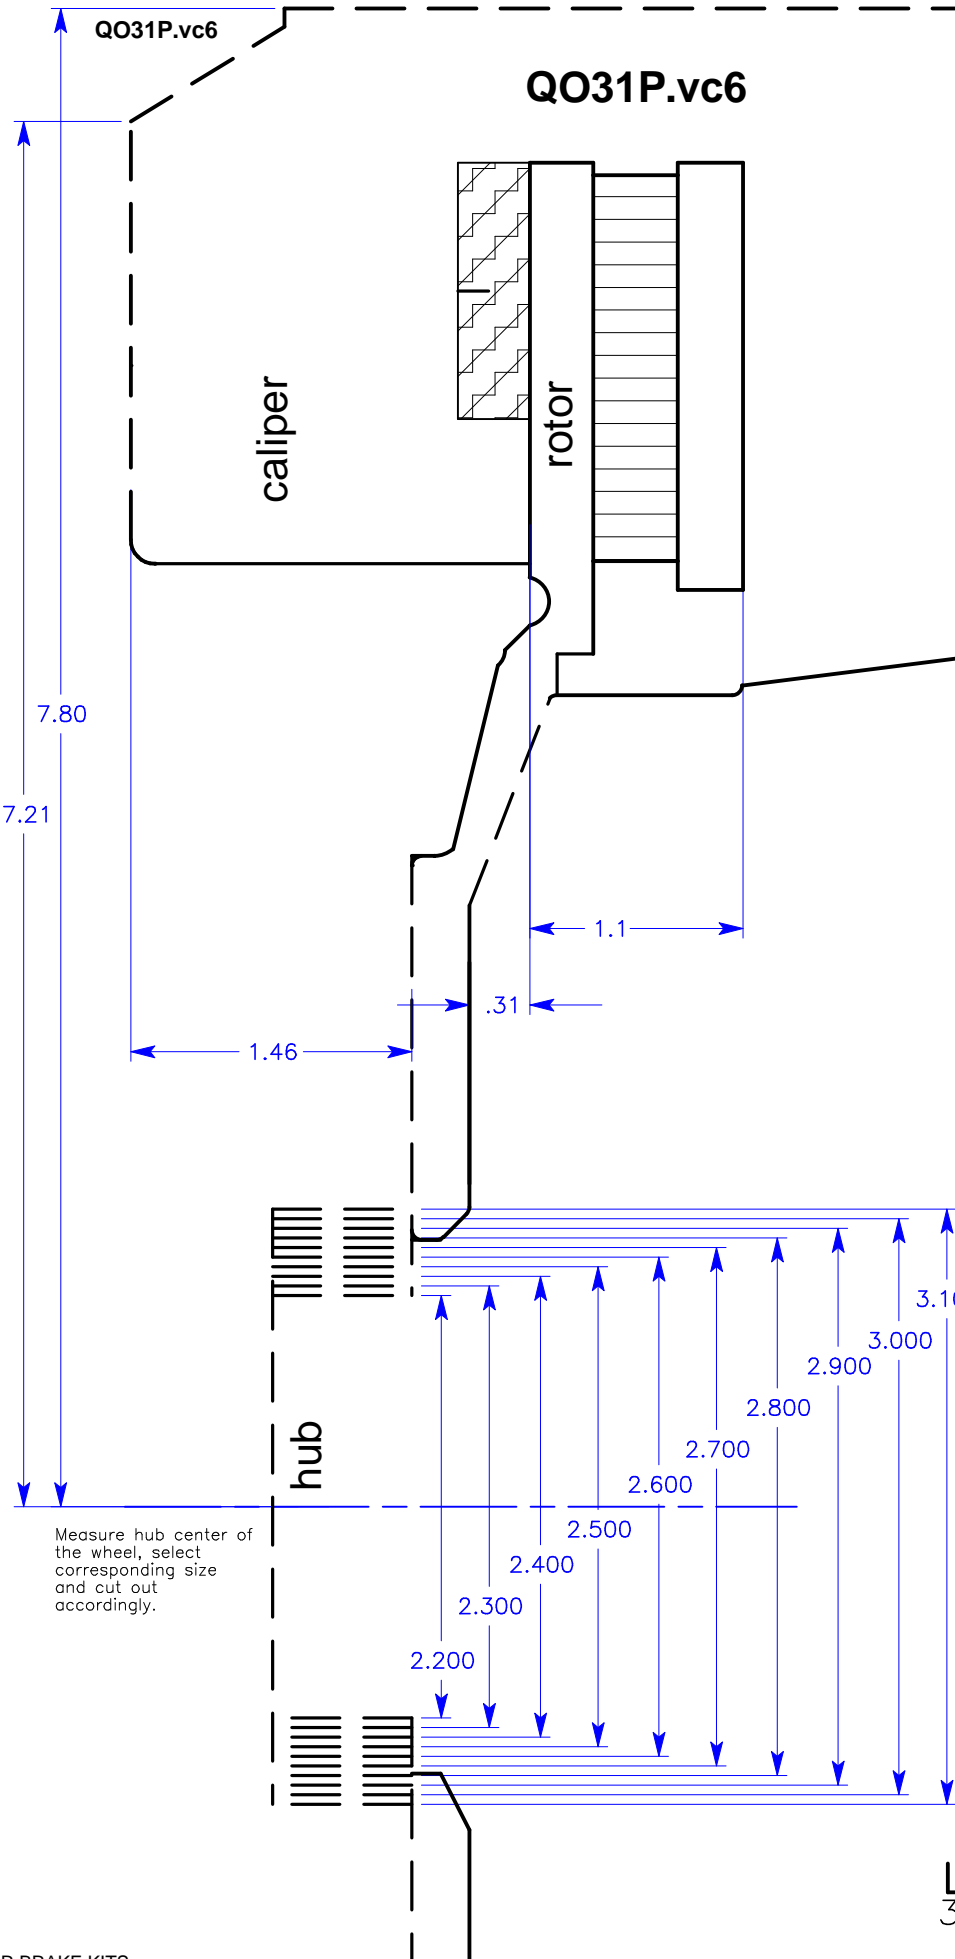 QO31P.vc6
QO31P.vc6
caliper
rotor
7.80
7.21
1.1
.31
1.46
3.000
2.900
2.800
2.700
2.600
2.500
2.400
2.300
2.200
hub
Measure hub center of
the wheel, select
corresponding size
and cut out
accordingly.
BRAKE KITS